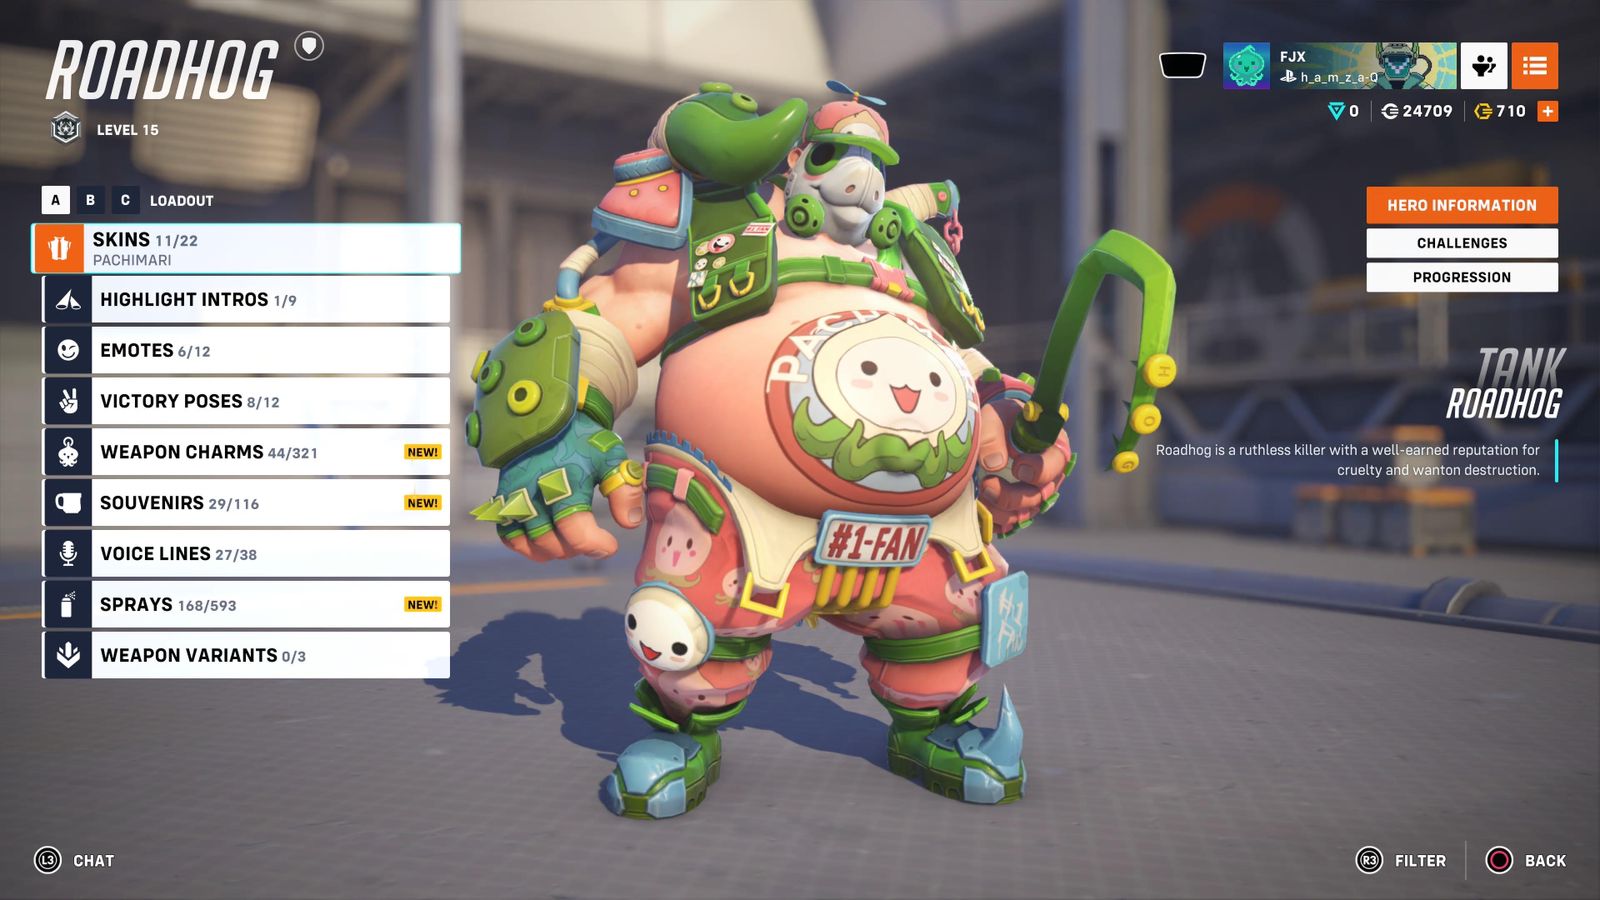 ROADHOG
LEVEL 15
A B C LOADOUT
SKINS 11/22
PACHIMARI
HIGHLIGHT INTROS 1/9
EMOTES 6/12
VICTORY POSES 8/12
WEAPON CHARMS 44/321 NEW!
SOUVENIRS 29/116 NEW!
VOICE LINES 27/38
SPRAYS 168/593 NEW!
WEAPON VARIANTS 0/3
#1-FAN
FJX
h_a_m_z_a-Q
0 24709 710 +
HERO INFORMATION
CHALLENGES
PROGRESSION
TANK
ROADHOG
Roadhog is a ruthless killer with a well-earned reputation for
cruelty and wanton destruction.
L3 CHAT
R3 FILTER BACK